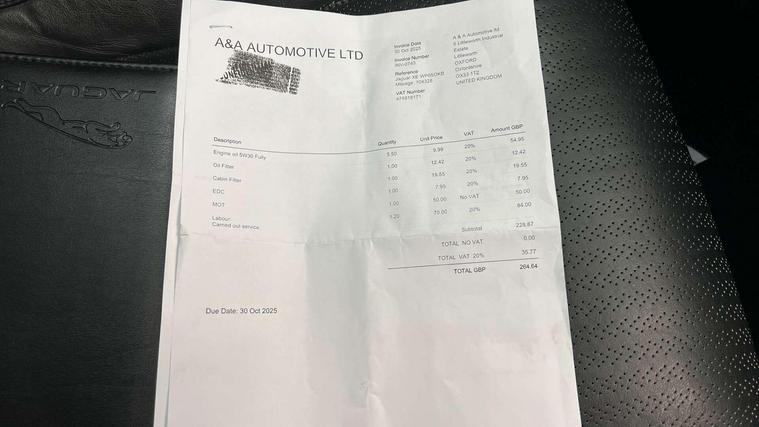 JAGUAR
A&A AUTOMOTIVE LTD
Invoice Date
30 Oct 2025
Invoice Number
INV-0743
Reference
Jaguar XE WP65OKB
Mileage 104328
VAT Number
A & A Automotive ltd
6 Littleworth Industrial
Estate
Littleworth
OXFORD
Oxfordshire
OX33 1TZ
UNITED KINGDOM
Description Quantity Unit Price VAT Amount GBP
Engine oil 5W30 Fully 5.50 9.99 20% 54.95
Oil Filter 1.00 12.42 20% 12.42
Cabin Filter 1.00 19.55 20% 19.55
EDC 1.00 7.95 20% 7.95
MOT 1.00 50.00 No VAT 50.00
Labour. 1.20 70.00 20% 84.00
Carried out service.
Subtotal 228.87
TOTAL NO VAT 0.00
TOTAL VAT 20% 35.77
TOTAL GBP 264.64
Due Date: 30 Oct 2025